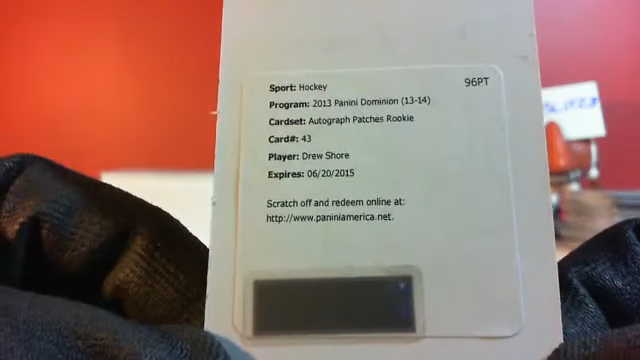 96PT
Sport: Hockey
Program: 2013 Panini Dominion (13-14)
Cardset: Autograph Patches Rookie
Card#: 43
Player: Drew Shore
Expires: 06/20/2015
Scratch off and redeem online at:
http://www.paniniamerica.net.